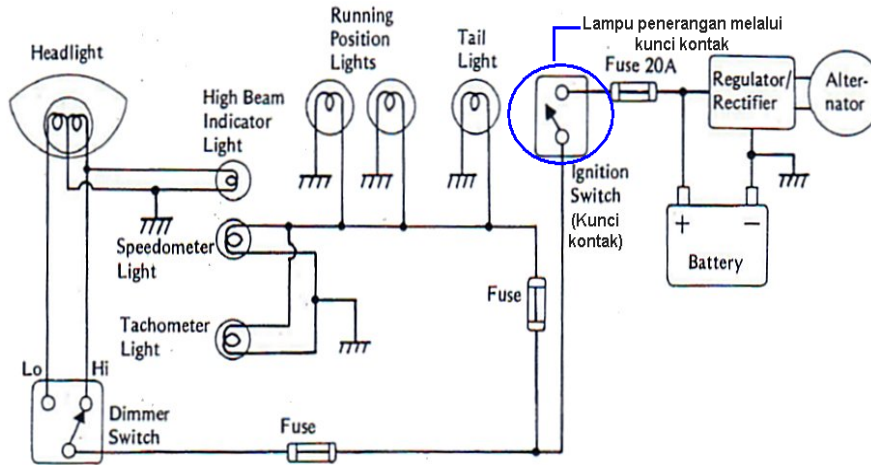 Headlight
High Beam
Indicator
Light
Running
Position
Lights
Tail
Light
Lampu penerangan melalui
kunci kontak
Fuse 20A
Regulator/
Rectifier
Alter-
nator
Ignition
Switch
(Kunci
kontak)
+
−
Battery
Speedometer
Light
Fuse
Tachometer
Light
Lo
Hi
Dimmer
Switch
Fuse